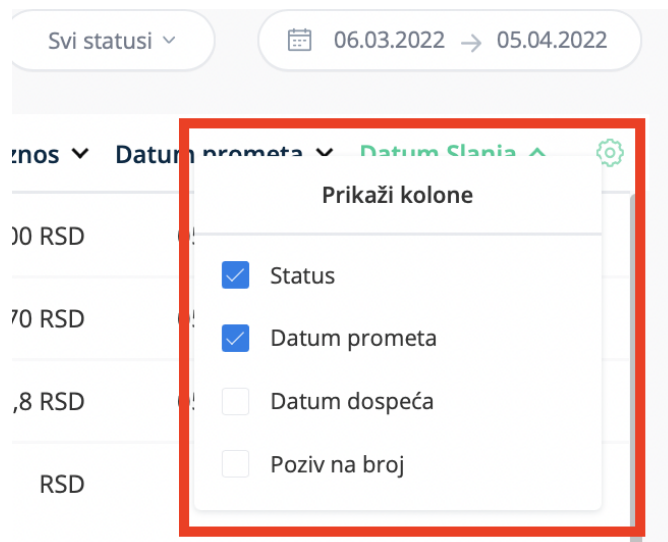 Svi statusi 06.03.2022 → 05.04.2022
znos Datum prometa Datum Slanja
Prikaži kolone
00 RSD
Status
70 RSD
Datum prometa
,8 RSD
Datum dospeća
RSD
Poziv na broj